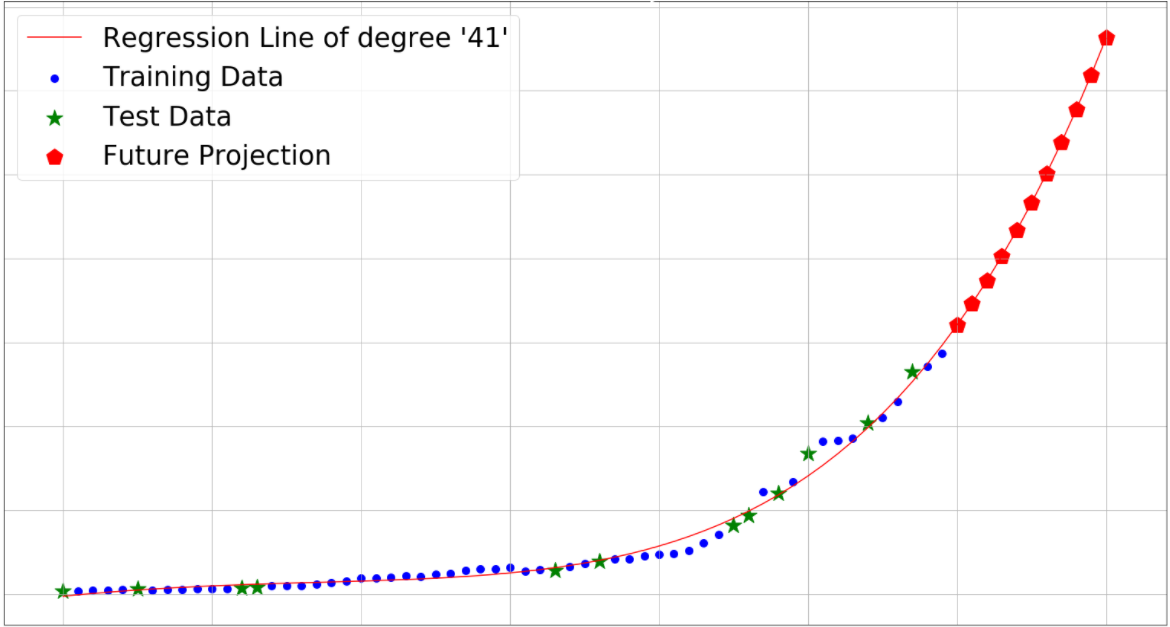 Regression Line of degree '41'
Training Data
Test Data
Future Projection